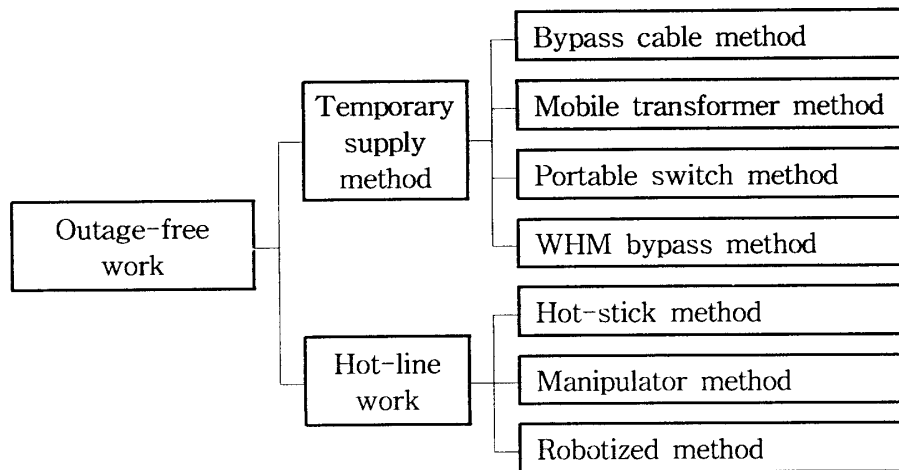 Outage-free
work
Temporary
supply
method
Bypass cable method
Mobile transformer method
Portable switch method
WHM bypass method
Hot-line
work
Hot-stick method
Manipulator method
Robotized method